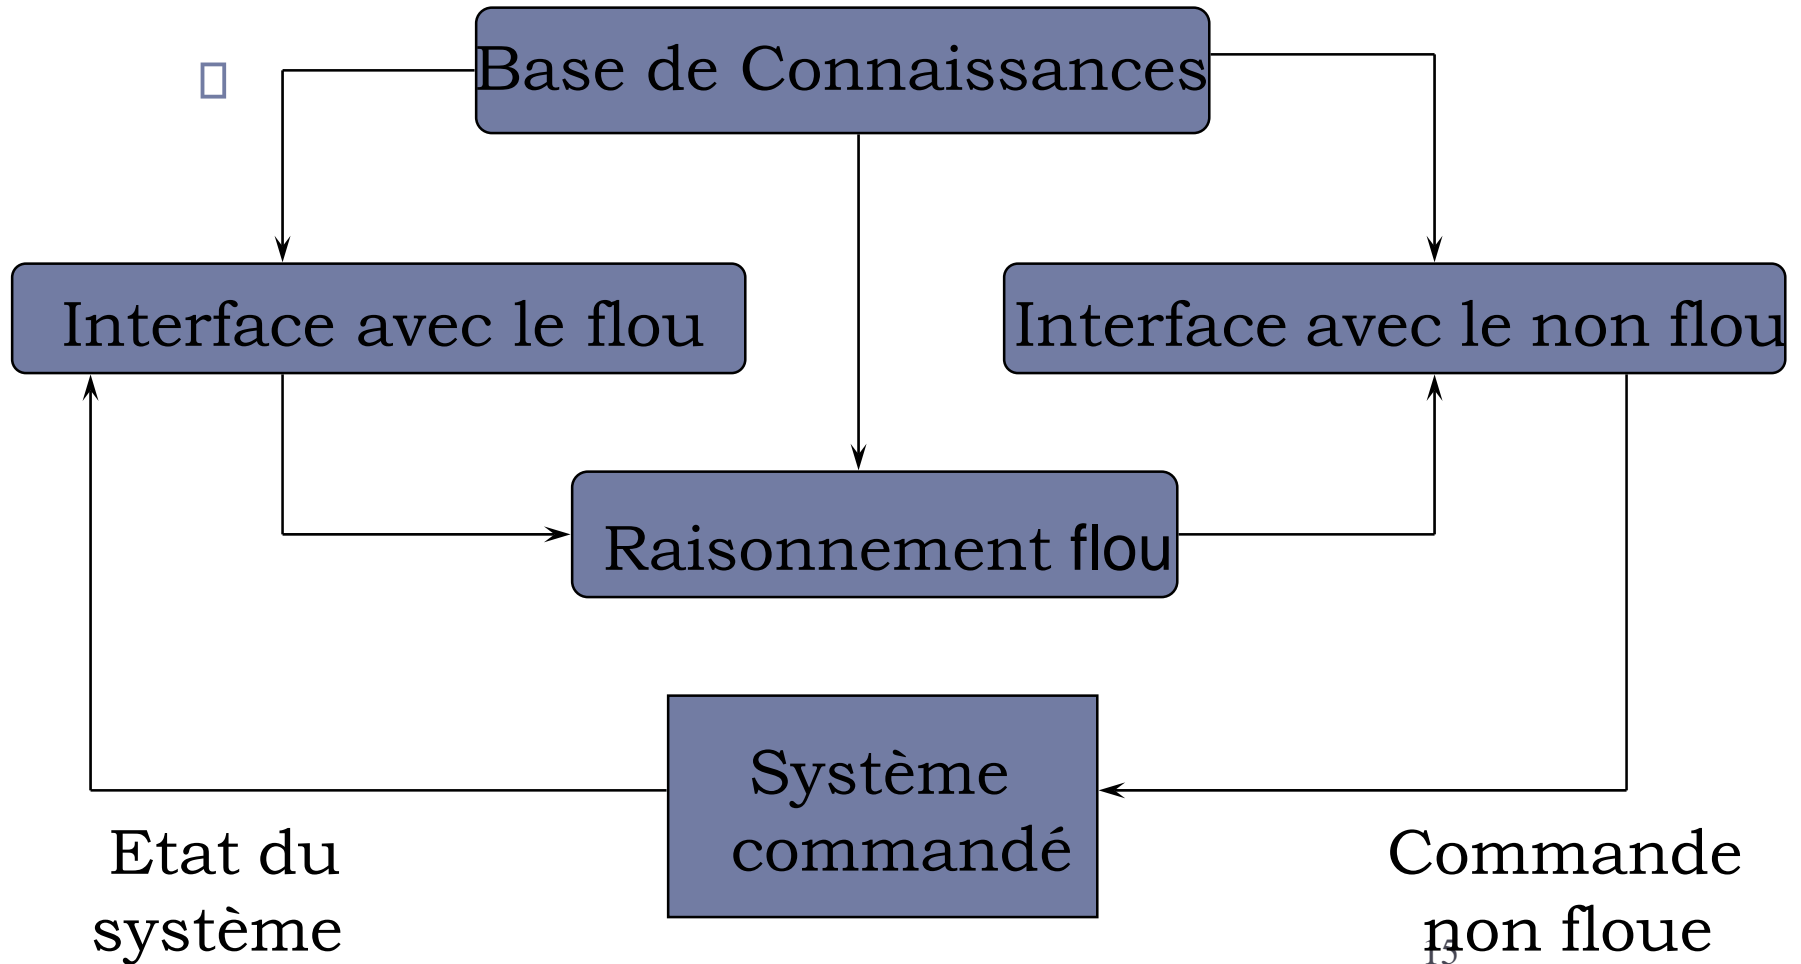 Base de Connaissances
Interface avec le flou
Interface avec le non flou
Raisonnement flou
Système
commandé
Etat du
système
Commande
non floue
15